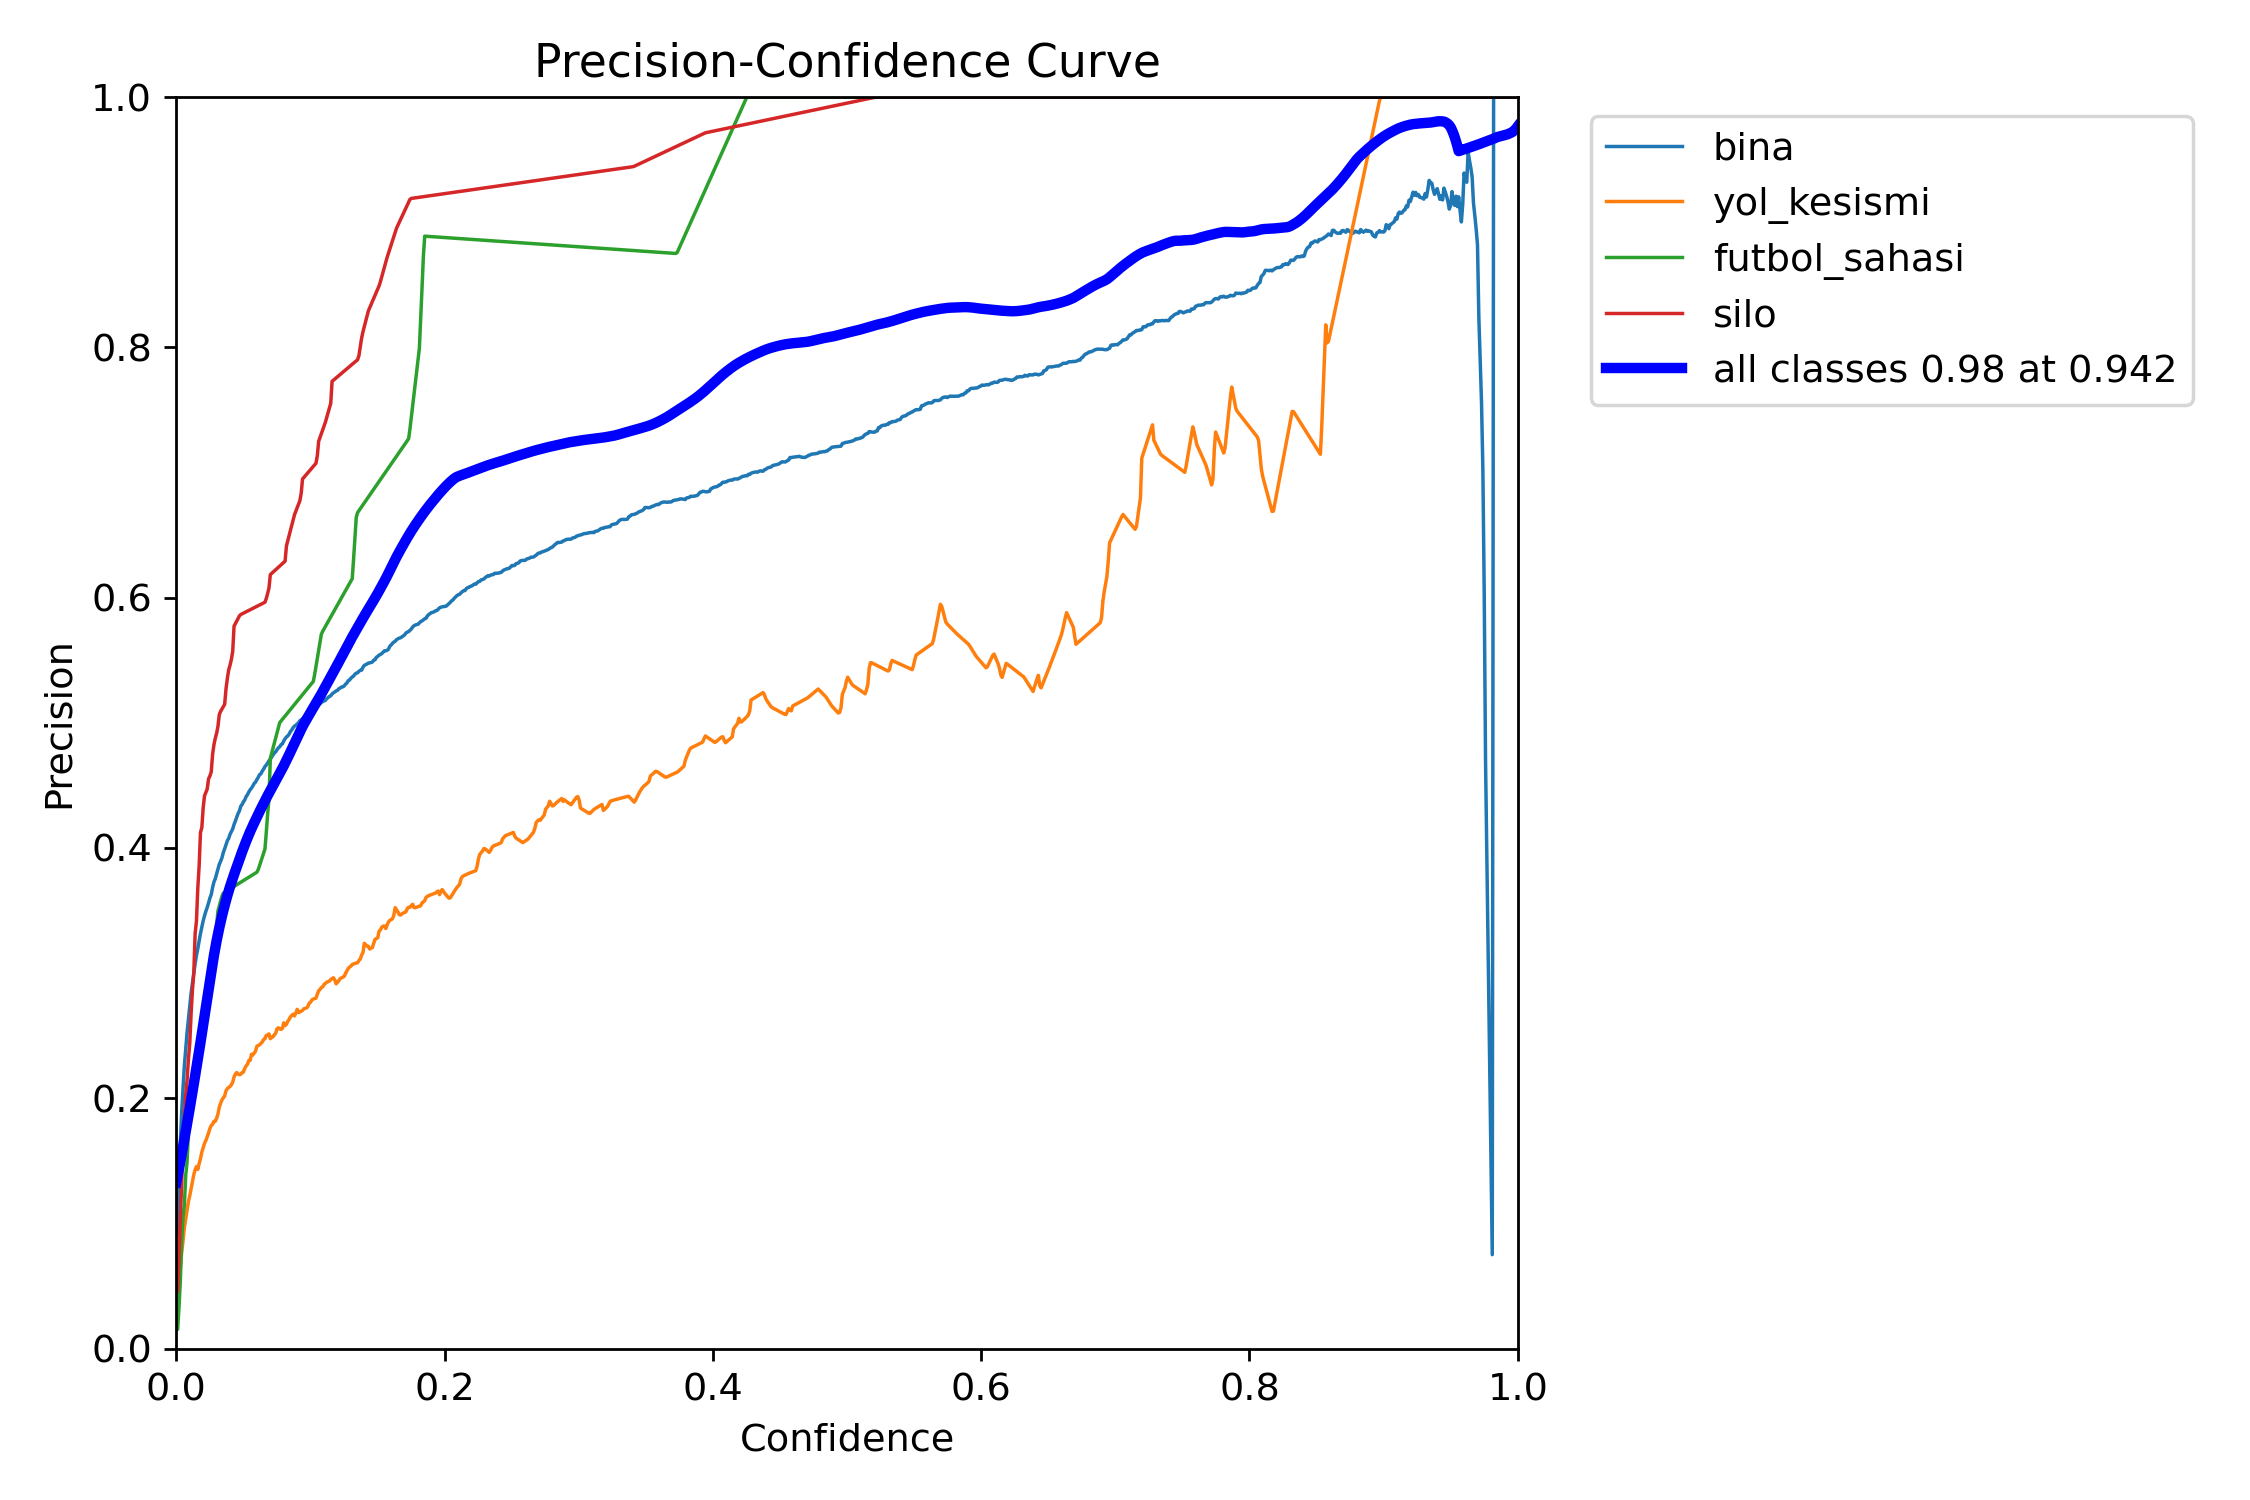 Precision-Confidence Curve
1.0
0.8
0.6
0.4
0.2
0.0
Precision
0.0 0.2 0.4 0.6 0.8 1.0
Confidence
bina
yol_kesismi
futbol_sahasi
silo
all classes 0.98 at 0.942